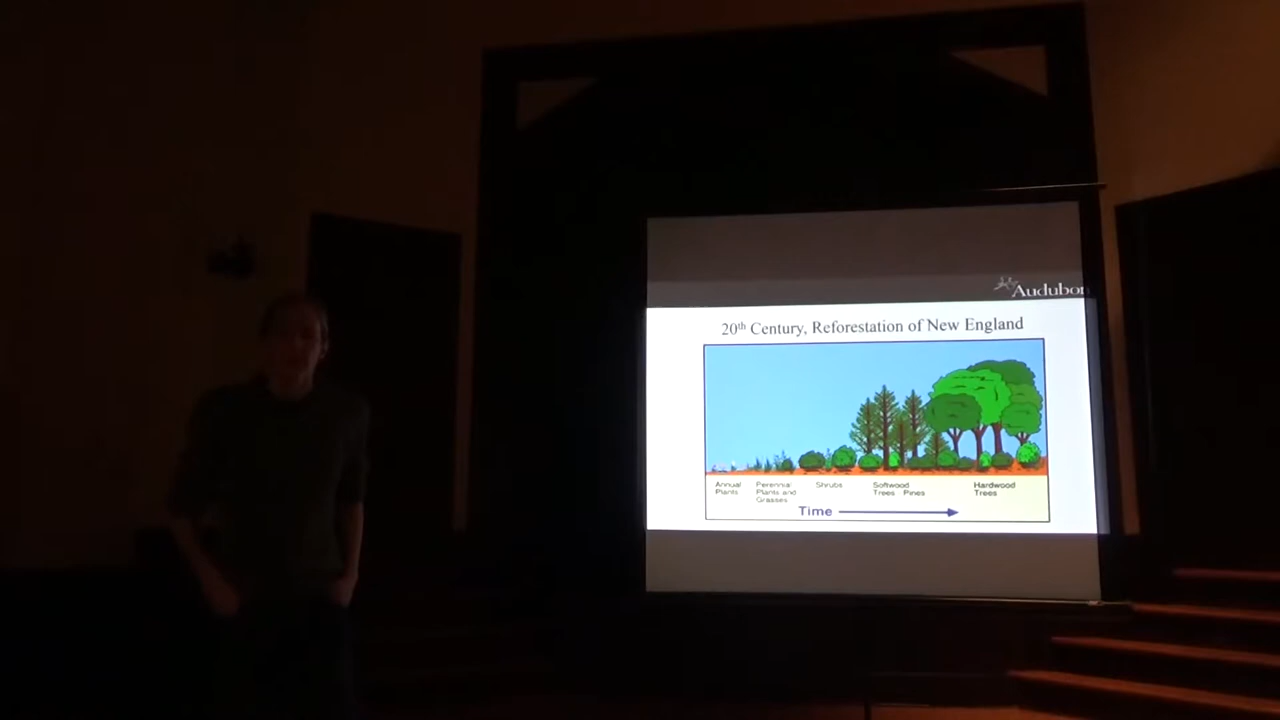 Audubon
20th Century, Reforestation of New England
Annual
Plants
Perennial
Plants and
Grasses
Shrubs
Softwood
Trees Pines
Hardwood
Trees
Time